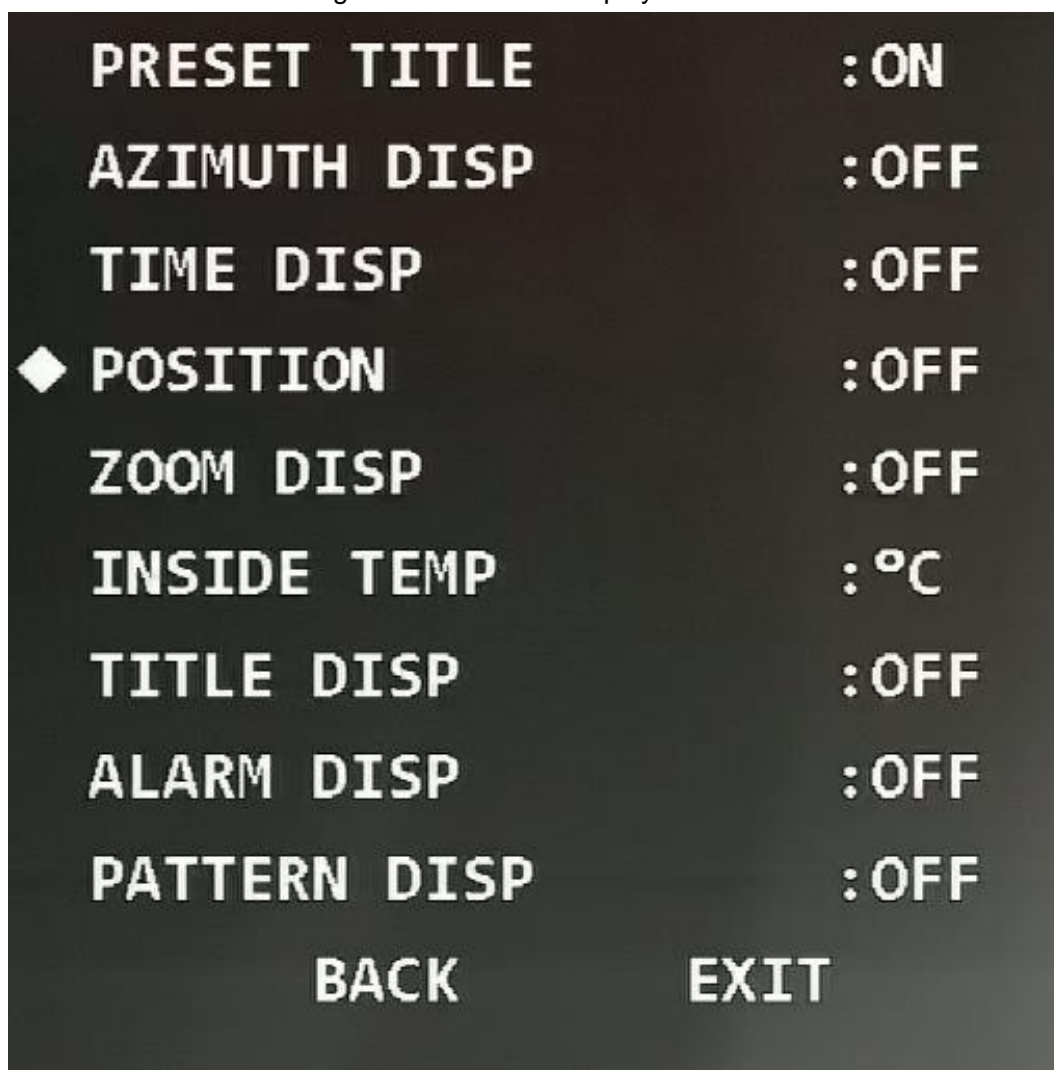 PRESET TITLE :ON
AZIMUTH DISP :OFF
TIME DISP :OFF
POSITION :OFF
ZOOM DISP :OFF
INSIDE TEMP :°C
TITLE DISP :OFF
ALARM DISP :OFF
PATTERN DISP :OFF
BACK EXIT